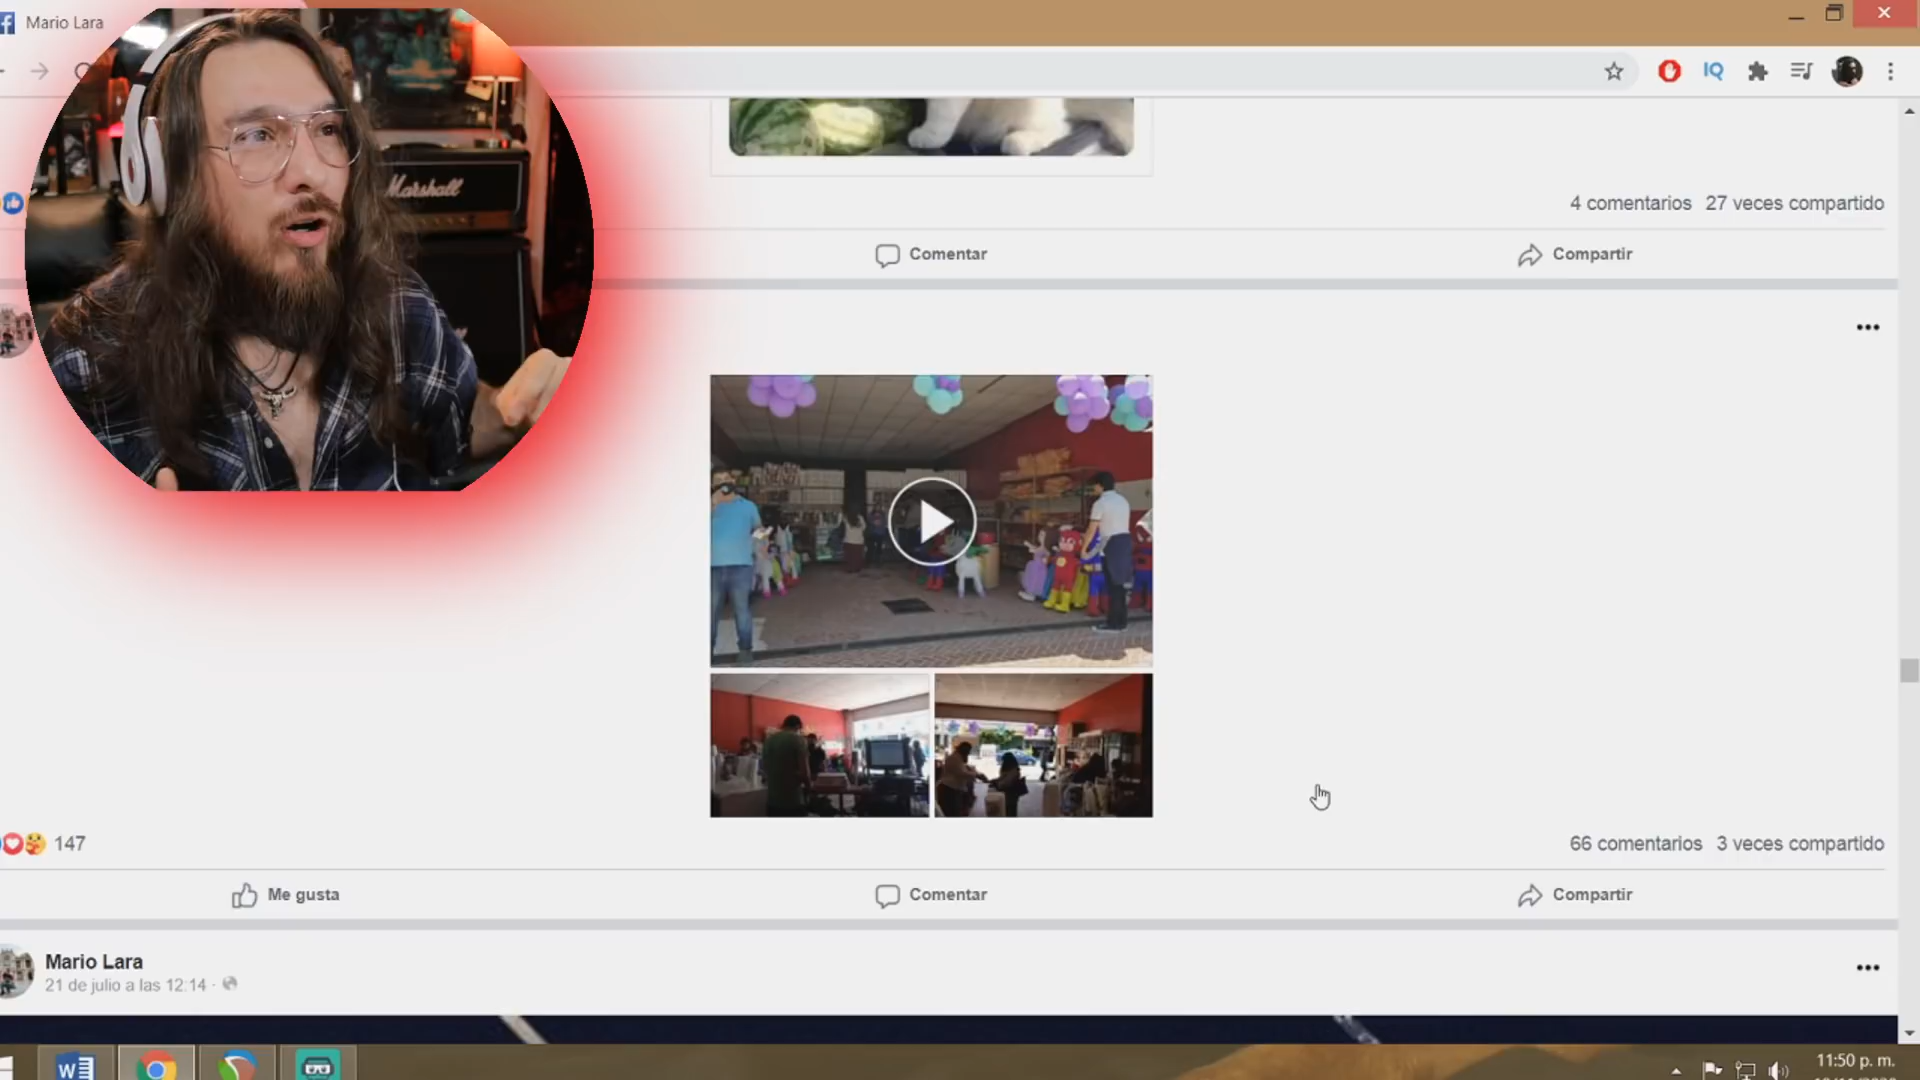 Mario Lara
IQ
Marshall
4 comentarios 27 veces compartido
Comentar
Compartir
147
66 comentarios 3 veces compartido
Me gusta
Comentar
Compartir
Mario Lara
21 de julio a las 12:14 ·
11:50 p. m.